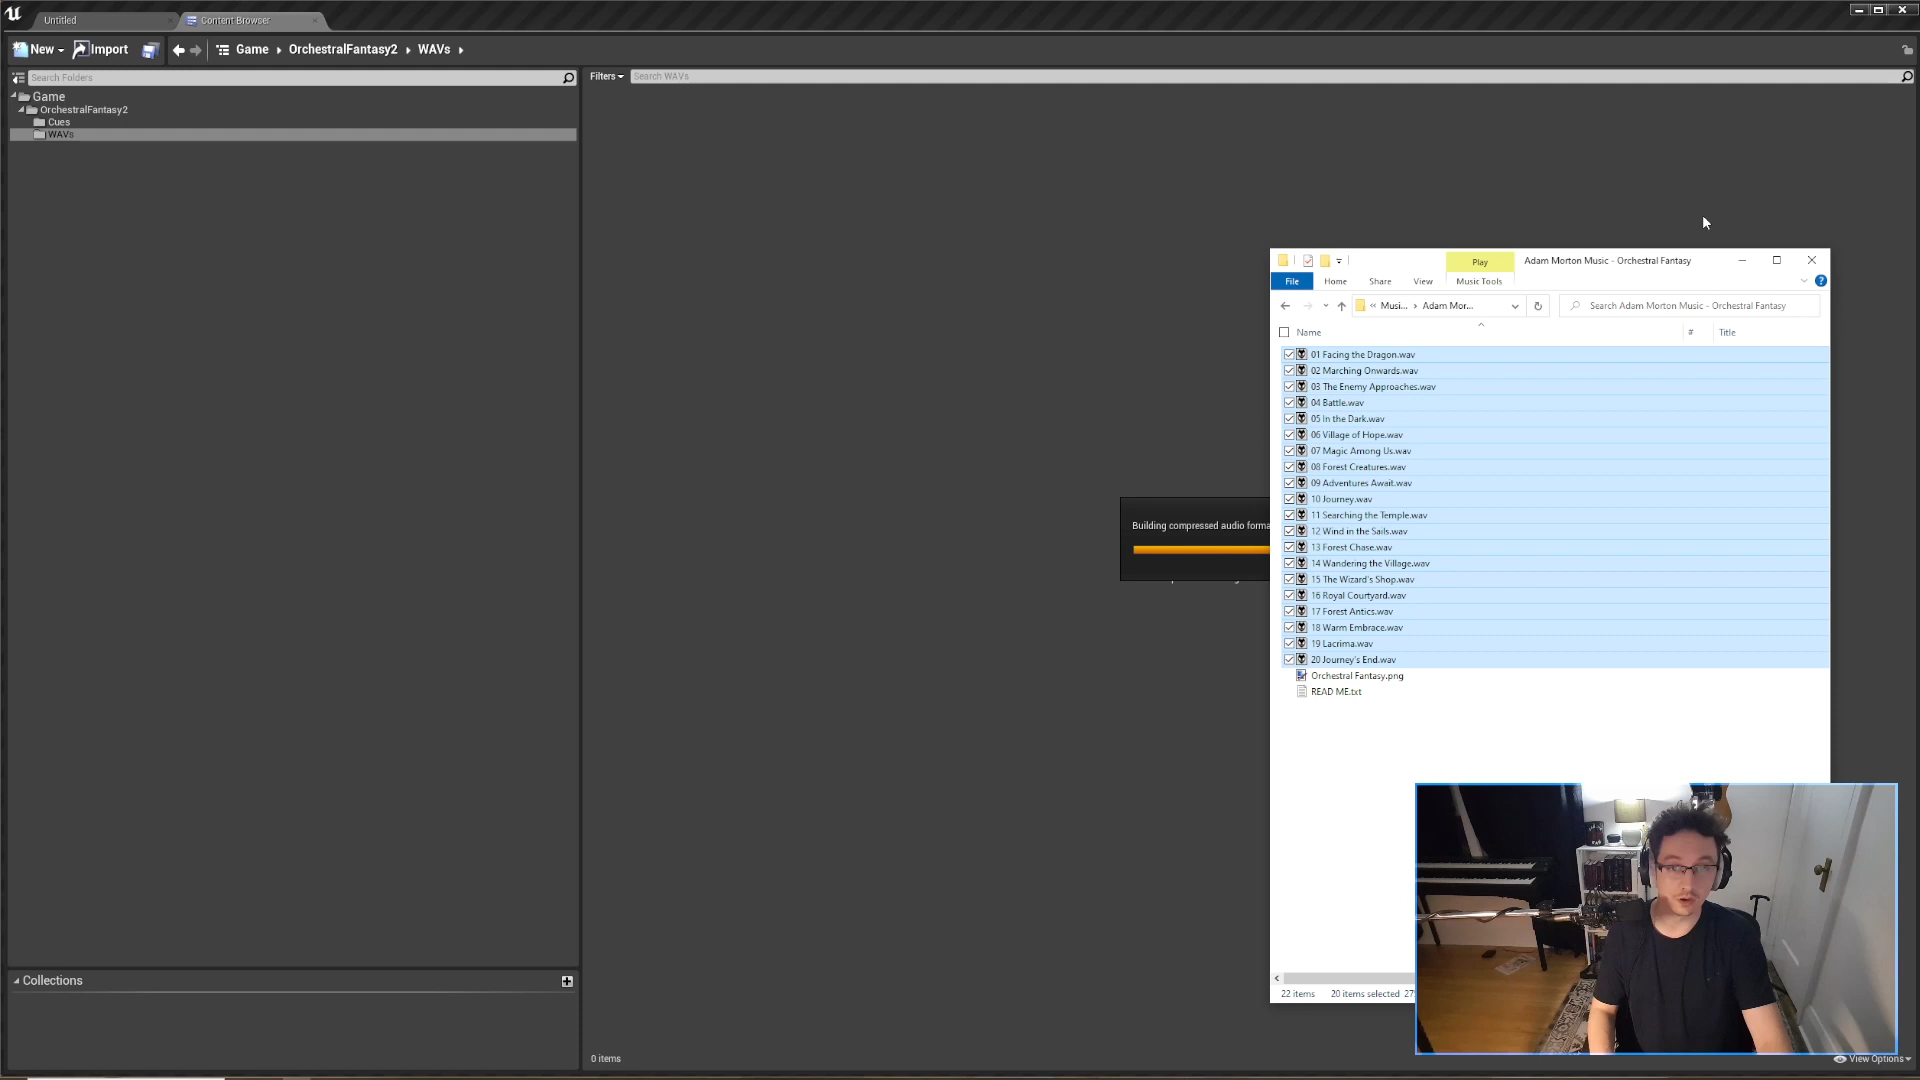 Untitled
Content Browser
New
Import
Game
OrchestralFantasy2
WAVs
Search Folders
Filters
Search WAVs
Game
OrchestralFantasy2
Cues
WAVs
Building compressed audio forma
Play
Adam Morton Music - Orchestral Fantasy
File
Home
Share
View
Music Tools
Musi...
Adam Mor...
Search Adam Morton Music - Orchestral Fantasy
Name
#
Title
01 Facing the Dragon.wav
02 Marching Onwards.wav
03 The Enemy Approaches.wav
04 Battle.wav
05 In the Dark.wav
06 Village of Hope.wav
07 Magic Among Us.wav
08 Forest Creatures.wav
09 Adventures Await.wav
10 Journey.wav
11 Searching the Temple.wav
12 Wind in the Sails.wav
13 Forest Chase.wav
14 Wandering the Village.wav
15 The Wizard's Shop.wav
16 Royal Courtyard.wav
17 Forest Antics.wav
18 Warm Embrace.wav
19 Lacrima.wav
20 Journey's End.wav
Orchestral Fantasy.png
READ ME.txt
Collections
22 items
20 items selected
0 items
View Options